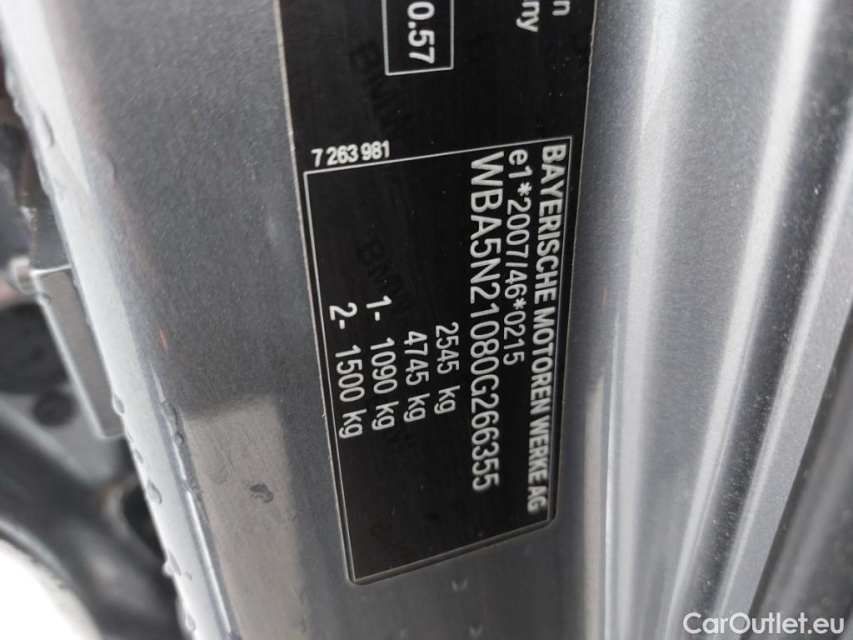 0.57
n
ny
7 263 981
BAYERISCHE MOTOREN WERKE AG
e1*2007/46*0215
WBA5N21080G266355
2545 kg
4745 kg
1- 1090 kg
2- 1500 kg
CarOutlet.eu